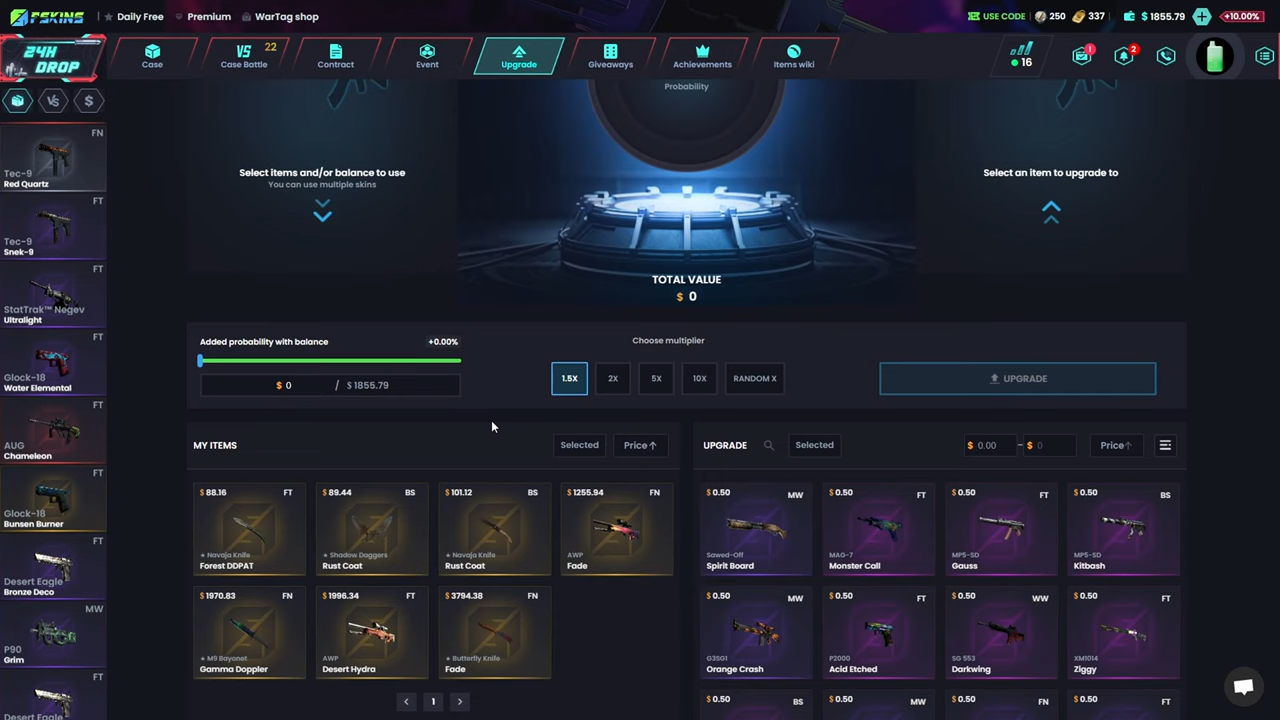 FSKINS
Daily Free
Premium
WarTag shop
USE CODE
250
337
$ 1855.79
+10.00%
24H
DROP
Case
VS
22
Case Battle
Contract
Event
Upgrade
Giveaways
Achievements
Items wiki
16
1
2
VS
$
FN
Tec-9
Red Quartz
FT
Tec-9
Snek-9
FT
StatTrak™ Negev
Ultralight
FT
Glock-18
Water Elemental
FT
AUG
Chameleon
FT
Glock-18
Bunsen Burner
FT
Desert Eagle
Bronze Deco
MW
P90
Grim
FT
Desert Eagle
Probability
Select items and/or balance to use
You can use multiple skins
Select an item to upgrade to
TOTAL VALUE
$ 0
Added probability with balance
+0.00%
$ 0 / $ 1855.79
Choose multiplier
1.5X
2X
5X
10X
RANDOM X
UPGRADE
MY ITEMS
Selected
Price
UPGRADE
Selected
$ 0.00 - $ 0
Price
$ 88.16 FT
★ Navaja Knife
Forest DDPAT
$ 89.44 BS
★ Shadow Daggers
Rust Coat
$ 101.12 BS
★ Navaja Knife
Rust Coat
$ 1255.94 FN
AWP
Fade
$ 1970.83 FN
★ M9 Bayonet
Gamma Doppler
$ 1996.34 FT
AWP
Desert Hydra
$ 3794.38 FN
★ Butterfly Knife
Fade
1
$ 0.50 MW
Sawed-Off
Spirit Board
$ 0.50 FT
MAG-7
Monster Call
$ 0.50 FT
MP5-SD
Gauss
$ 0.50 BS
MP5-SD
Kitbash
$ 0.50 MW
G3SG1
Orange Crash
$ 0.50 FT
P2000
Acid Etched
$ 0.50 WW
SG 553
Darkwing
$ 0.50 FT
XM1014
Ziggy
$ 0.50 BS
$ 0.50 MW
$ 0.50 FN
$ 0.50 FT